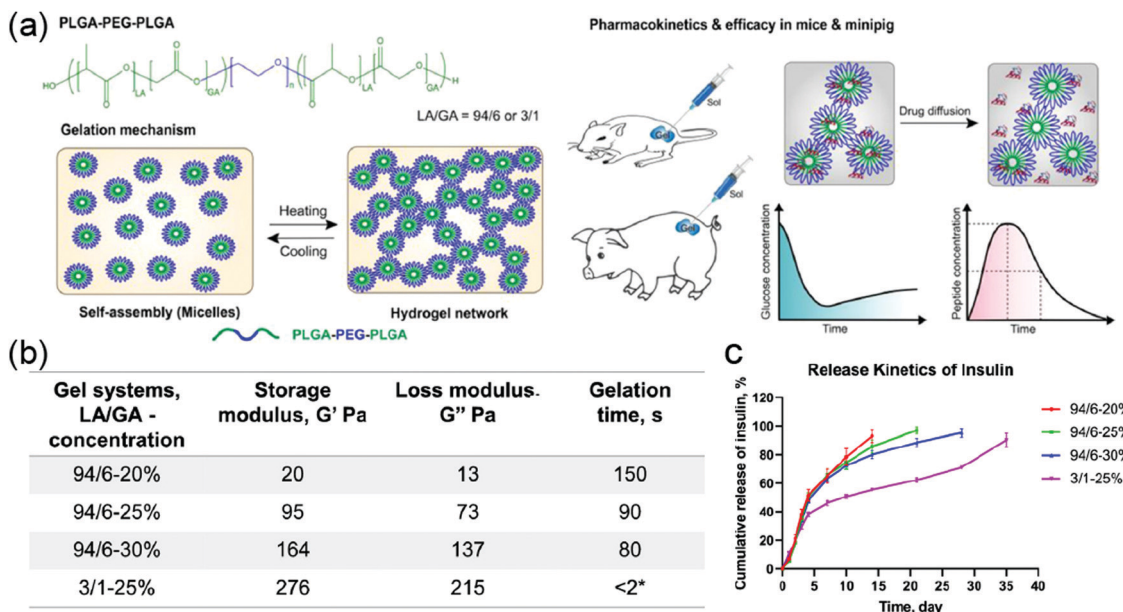 (a)
PLGA-PEG-PLGA
HO
O
O
LA
O
O
GA
O
n
O
O
LA
O
O
GA
H
LA/GA = 94/6 or 3/1
Gelation mechanism
Heating
Cooling
Self-assembly (Micelles)
Hydrogel network
PLGA-PEG-PLGA
Pharmacokinetics & efficacy in mice & minipig
Sol
Gel
Sol
Gel
Drug diffusion
Glucose concentration
Time
Peptide concentration
Time
(b)
Gel systems, LA/GA - concentration | Storage modulus, G' Pa | Loss modulus- G'' Pa | Gelation time, s
94/6-20% 20 13 150
94/6-25% 95 73 90
94/6-30% 164 137 80
3/1-25% 276 215 <2*
c
Release Kinetics of Insulin
Cumulative release of insulin, %
120
100
80
60
40
20
0
0 5 10 15 20 25 30 35 40
Time, day
94/6-20%
94/6-25%
94/6-30%
3/1-25%